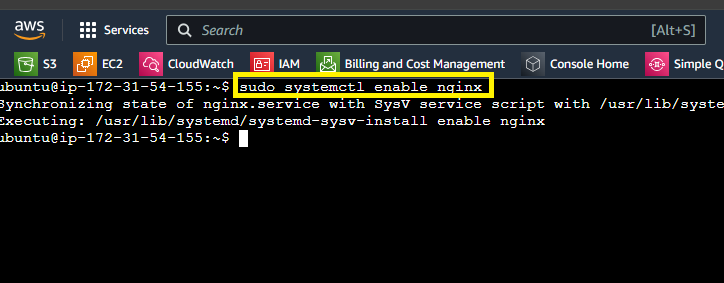 aws
Services
Search
[Alt+S]
S3
EC2
CloudWatch
IAM
Billing and Cost Management
Console Home
Simple Q
ubuntu@ip-172-31-54-155:~$ sudo systemctl enable nginx
Synchronizing state of nginx.service with SysV service script with /usr/lib/syste
Executing: /usr/lib/systemd/systemd-sysv-install enable nginx
ubuntu@ip-172-31-54-155:~$